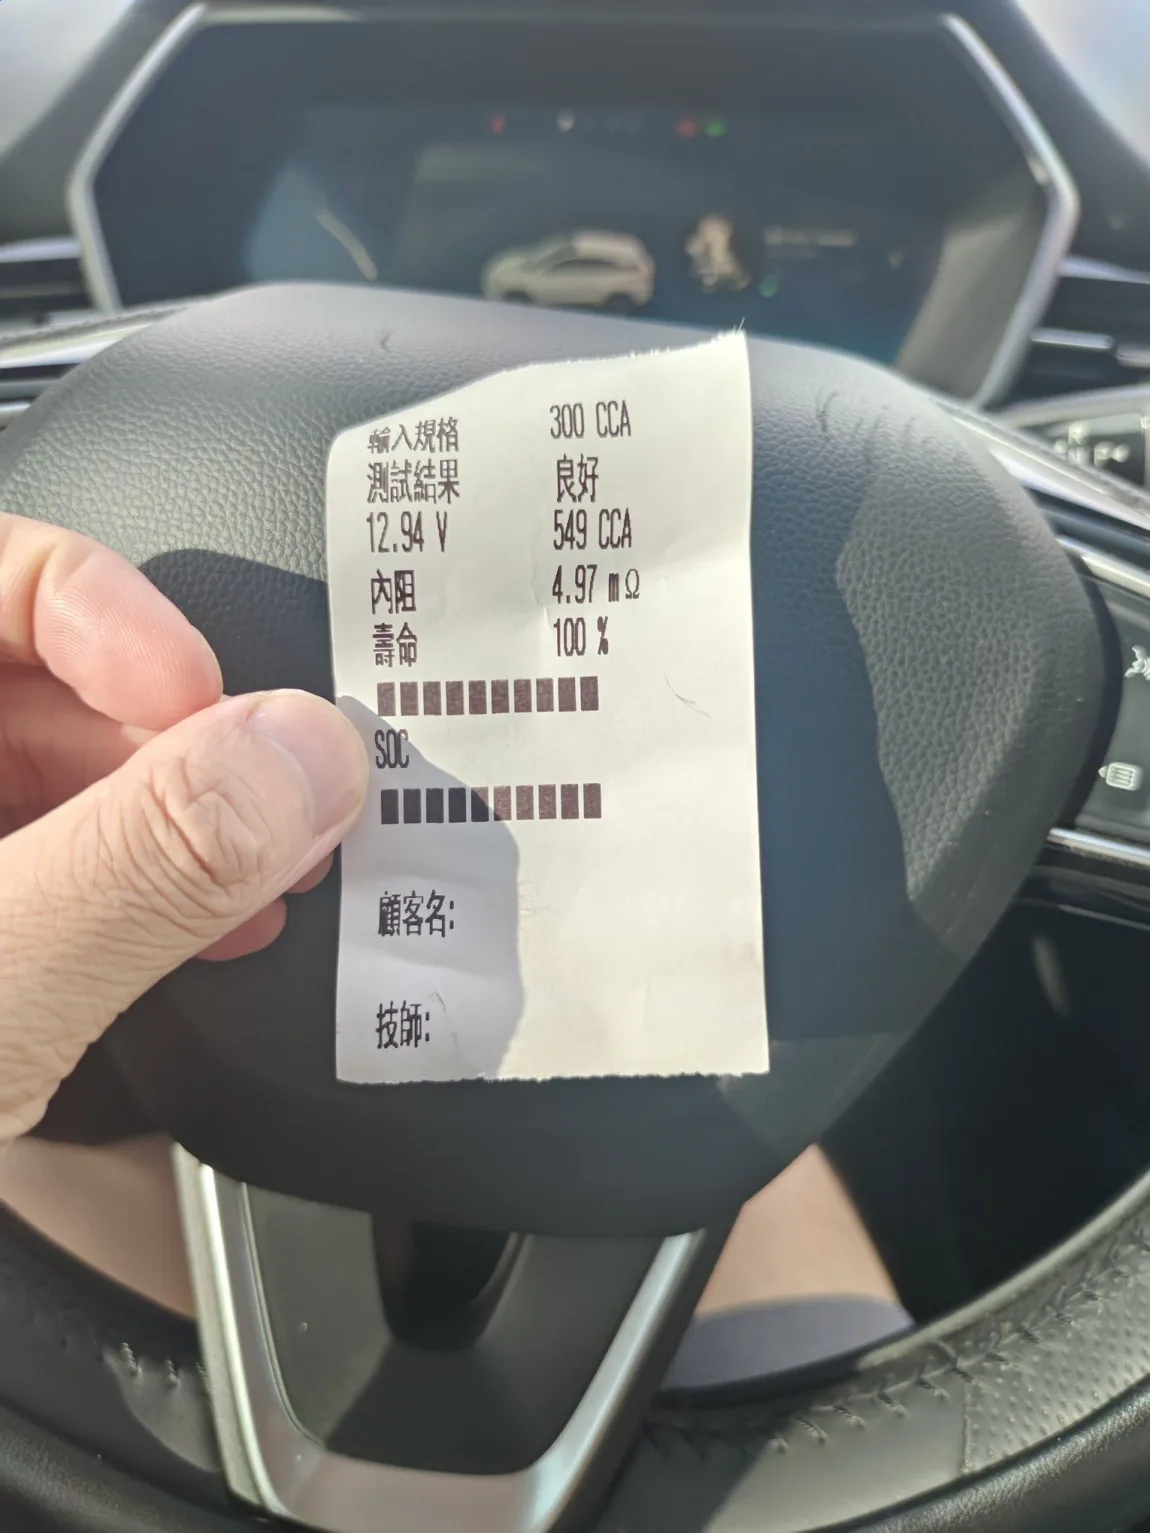 輸入規格 300 CCA
測試結果 良好
12.94 V 549 CCA
內阻 4.97 mΩ
壽命 100 %
SOC
顧客名:
技師: